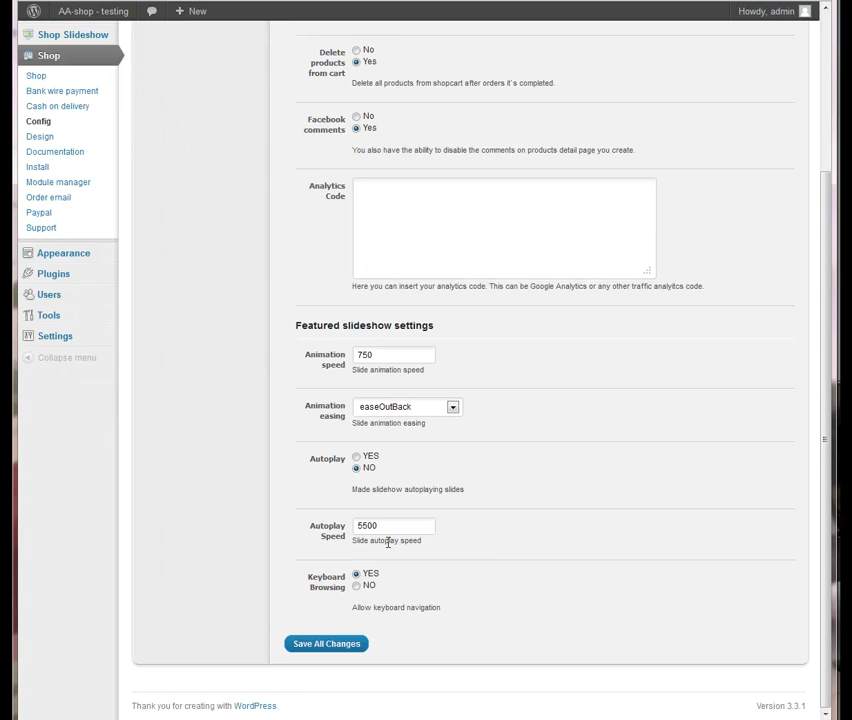 AA-shop - testing
New
Howdy, admin
Shop Slideshow
Shop
Shop
Bank wire payment
Cash on delivery
Config
Design
Documentation
Install
Module manager
Order email
Paypal
Support
Appearance
Plugins
Users
Tools
Settings
Collapse menu
Delete
products
from cart
No
Yes
Delete all products from shopcart after orders it`s completed.
Facebook
comments
No
Yes
You also have the ability to disable the comments on products detail page you create.
Analytics
Code
Here you can insert your analytics code. This can be Google Analytics or any other traffic analyitcs code.
Featured slideshow settings
Animation
speed
750
Slide animation speed
Animation
easing
easeOutBack
Slide animation easing
Autoplay
YES
NO
Made slidehow autoplaying slides
Autoplay
Speed
5500
Slide autoplay speed
Keyboard
Browsing
YES
NO
Allow keyboard navigation
Save All Changes
Thank you for creating with WordPress.
Version 3.3.1